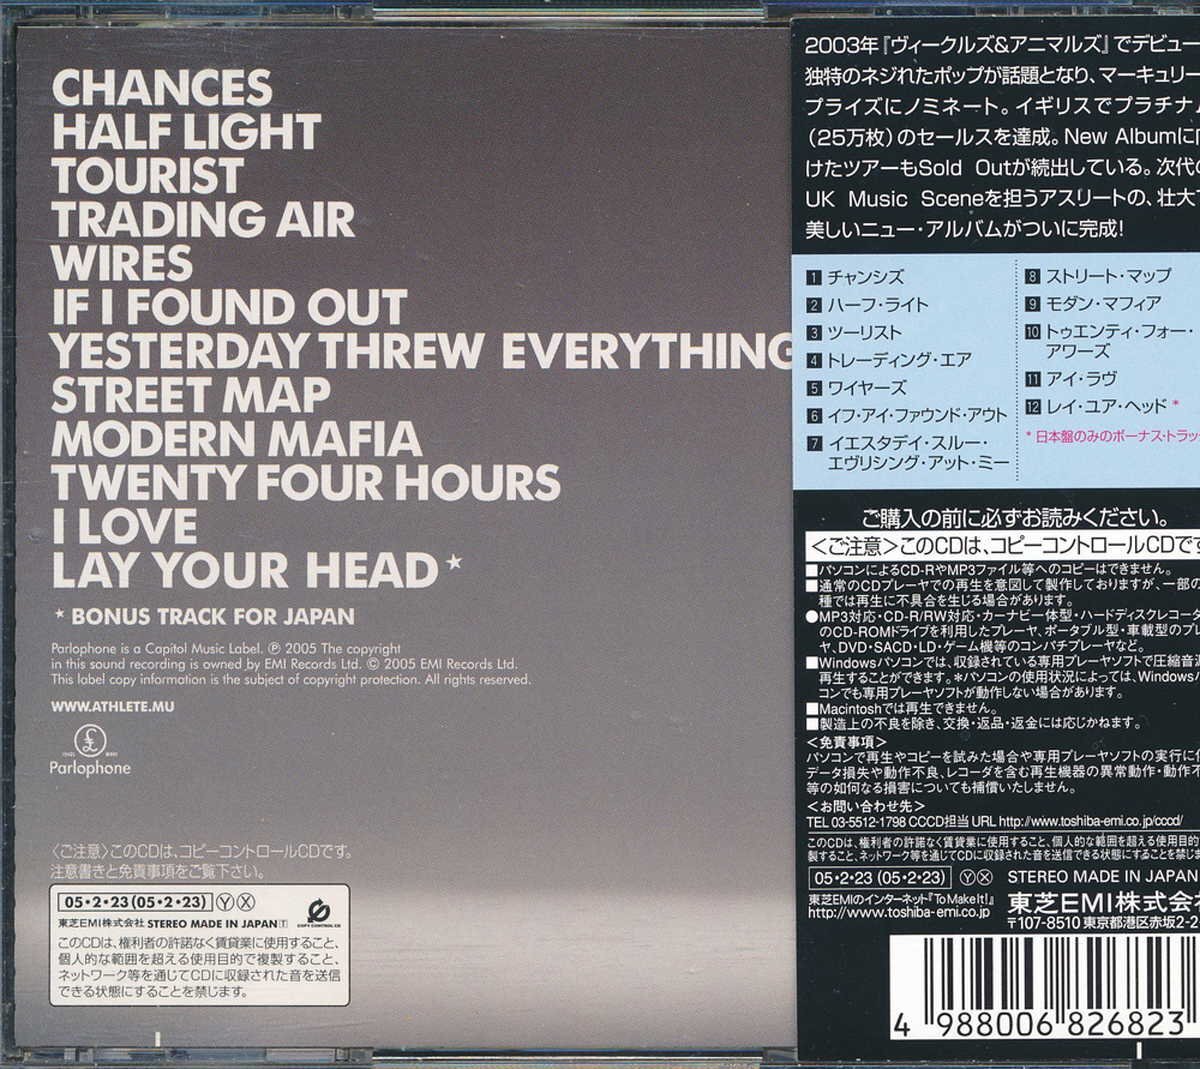 CHANCES
HALF LIGHT
TOURIST
TRADING AIR
WIRES
IF I FOUND OUT
YESTERDAY THREW EVERYTHING
STREET MAP
MODERN MAFIA
TWENTY FOUR HOURS
I LOVE
LAY YOUR HEAD*
* BONUS TRACK FOR JAPAN
Parlophone is a Capitol Music Label. ℗ 2005 The copyright
in this sound recording is owned by EMI Records Ltd. © 2005 EMI Records Ltd.
This label copy information is the subject of copyright protection. All rights reserved.
WWW.ATHLETE.MU
Parlophone
〈ご注意〉このCDは、コピーコントロールCDです。
注意書きと免責事項をご覧下さい。
05・2・23(05・2・23) Ⓨ Ⓧ
東芝EMI株式会社 STEREO MADE IN JAPAN T
COPY CONTROL CD
このCDは、権利者の許諾なく賃貸業に使用すること、
個人的な範囲を超える使用目的で複製すること、
ネットワーク等を通じてCDに収録された音を送信
できる状態にすることを禁じます。
2003年『ヴィークルズ&アニマルズ』でデビュー
独特のネジれたポップが話題となり、マーキュリー
プライズにノミネート。イギリスでプラチナム
(25万枚)のセールスを達成。New Albumに向
けたツアーもSold Outが続出している。次代の
UK Music Sceneを担うアスリートの、壮大で
美しいニュー・アルバムがついに完成!
1 チャンシズ
2 ハーフ・ライト
3 ツーリスト
4 トレーディング・エア
5 ワイヤーズ
6 イフ・アイ・ファウンド・アウト
7 イエスタデイ・スルー・
エヴリシング・アット・ミー
8 ストリート・マップ
9 モダン・マフィア
10 トゥエンティ・フォー・
アワーズ
11 アイ・ラヴ
12 レイ・ユア・ヘッド *
* 日本盤のみのボーナス・トラック
ご購入の前に必ずお読みください。
〈ご注意〉このCDは、コピーコントロールCDです
■パソコンによるCD-RやMP3ファイル等へのコピーはできません。
■通常のCDプレーヤでの再生を意図して製作しておりますが、一部の
種では再生に不具合を生じる場合があります。
●MP3対応・CD-R/RW対応・カーナビ一体型・ハードディスクレコーダ
のCD-ROMドライブを利用したプレーヤ、ポータブル型・車載型のプレ
ヤ、DVD・SACD・LD・ゲーム機等のコンパチプレーヤなど。
■Windowsパソコンでは、収録されている専用プレーヤソフトで圧縮音源
再生することができます。*パソコンの使用状況によっては、Windowsパ
コンでも専用プレーヤソフトが動作しない場合があります。
■Macintoshでは再生できません。
■製造上の不良を除き、交換・返品・返金には応じかねます。
〈免責事項〉
パソコンで再生やコピーを試みた場合や専用プレーヤソフトの実行に伴
データ損失や動作不良、レコーダを含む再生機器の異常動作・動作不
等の如何なる損害についても補償いたしません。
〈お問い合わせ先〉
TEL 03-5512-1798 CCCD担当 URL http://www.toshiba-emi.co.jp/cccd/
このCDは、権利者の許諾なく賃貸業に使用すること、個人的な範囲を超える使用目的
製すること、ネットワーク等を通じてCDに収録された音を送信できる状態にすることを禁じま
05・2・23 (05・2・23) Ⓨ Ⓧ STEREO MADE IN JAPAN
東芝EMIのインターネット『To Make It!』
http://www.toshiba-emi.co.jp
東芝EMI株式会
〒107-8510 東京都港区赤坂2-2
4 988006 826823